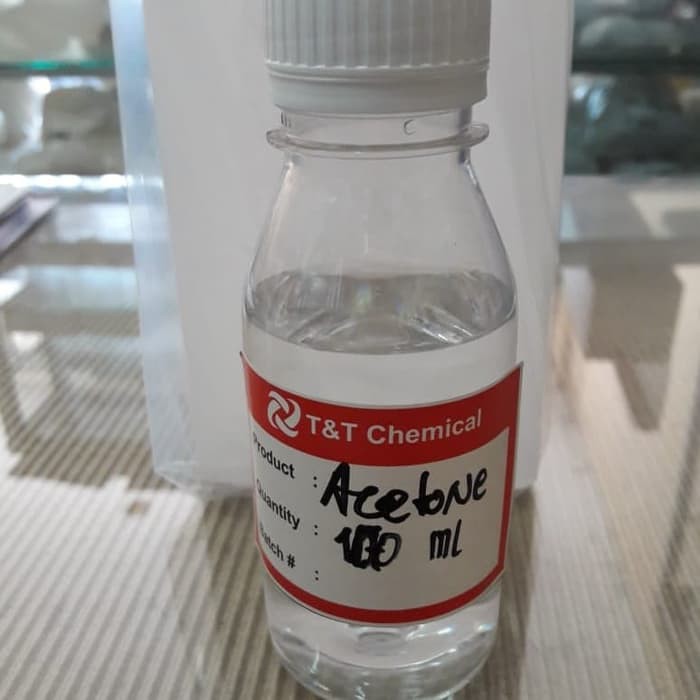 T&T Chemical
Product : Acetone
Quantity : 100 ml
Batch # :